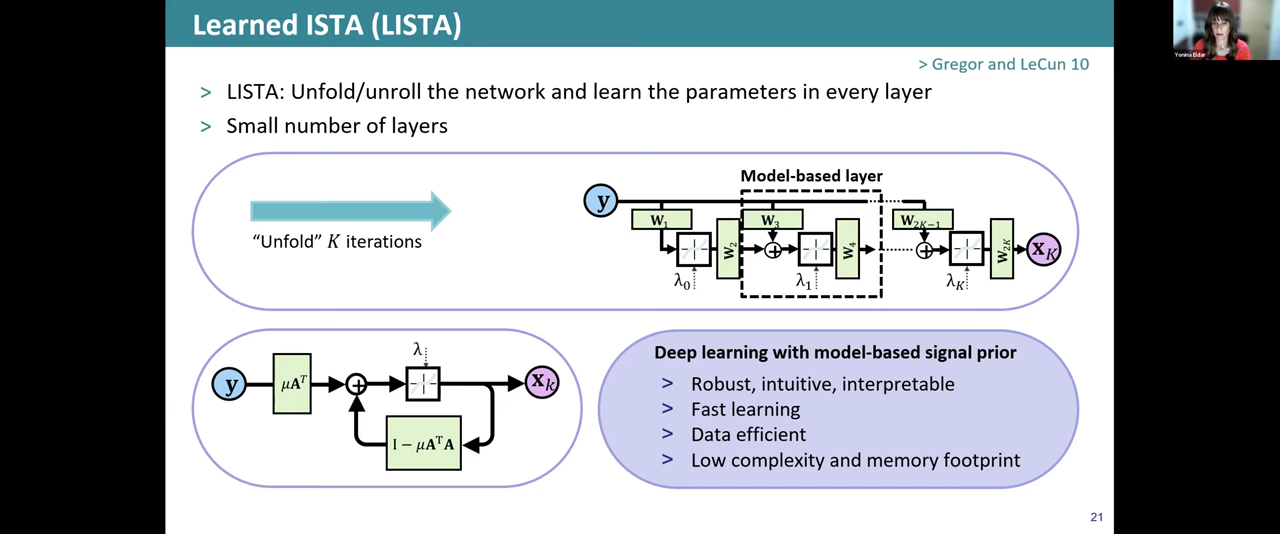 Learned ISTA (LISTA)
Yonina Eldar
> Gregor and LeCun 10
> LISTA: Unfold/unroll the network and learn the parameters in every layer
> Small number of layers
Model-based layer
y
W₁
W₃
W₂ₖ₋₁
"Unfold" K iterations
W₂
W₄
W₂ₖ
x_K
λ₀
λ₁
λ_K
λ
y
μAᵀ
x_k
I − μAᵀA
Deep learning with model-based signal prior
> Robust, intuitive, interpretable
> Fast learning
> Data efficient
> Low complexity and memory footprint
21